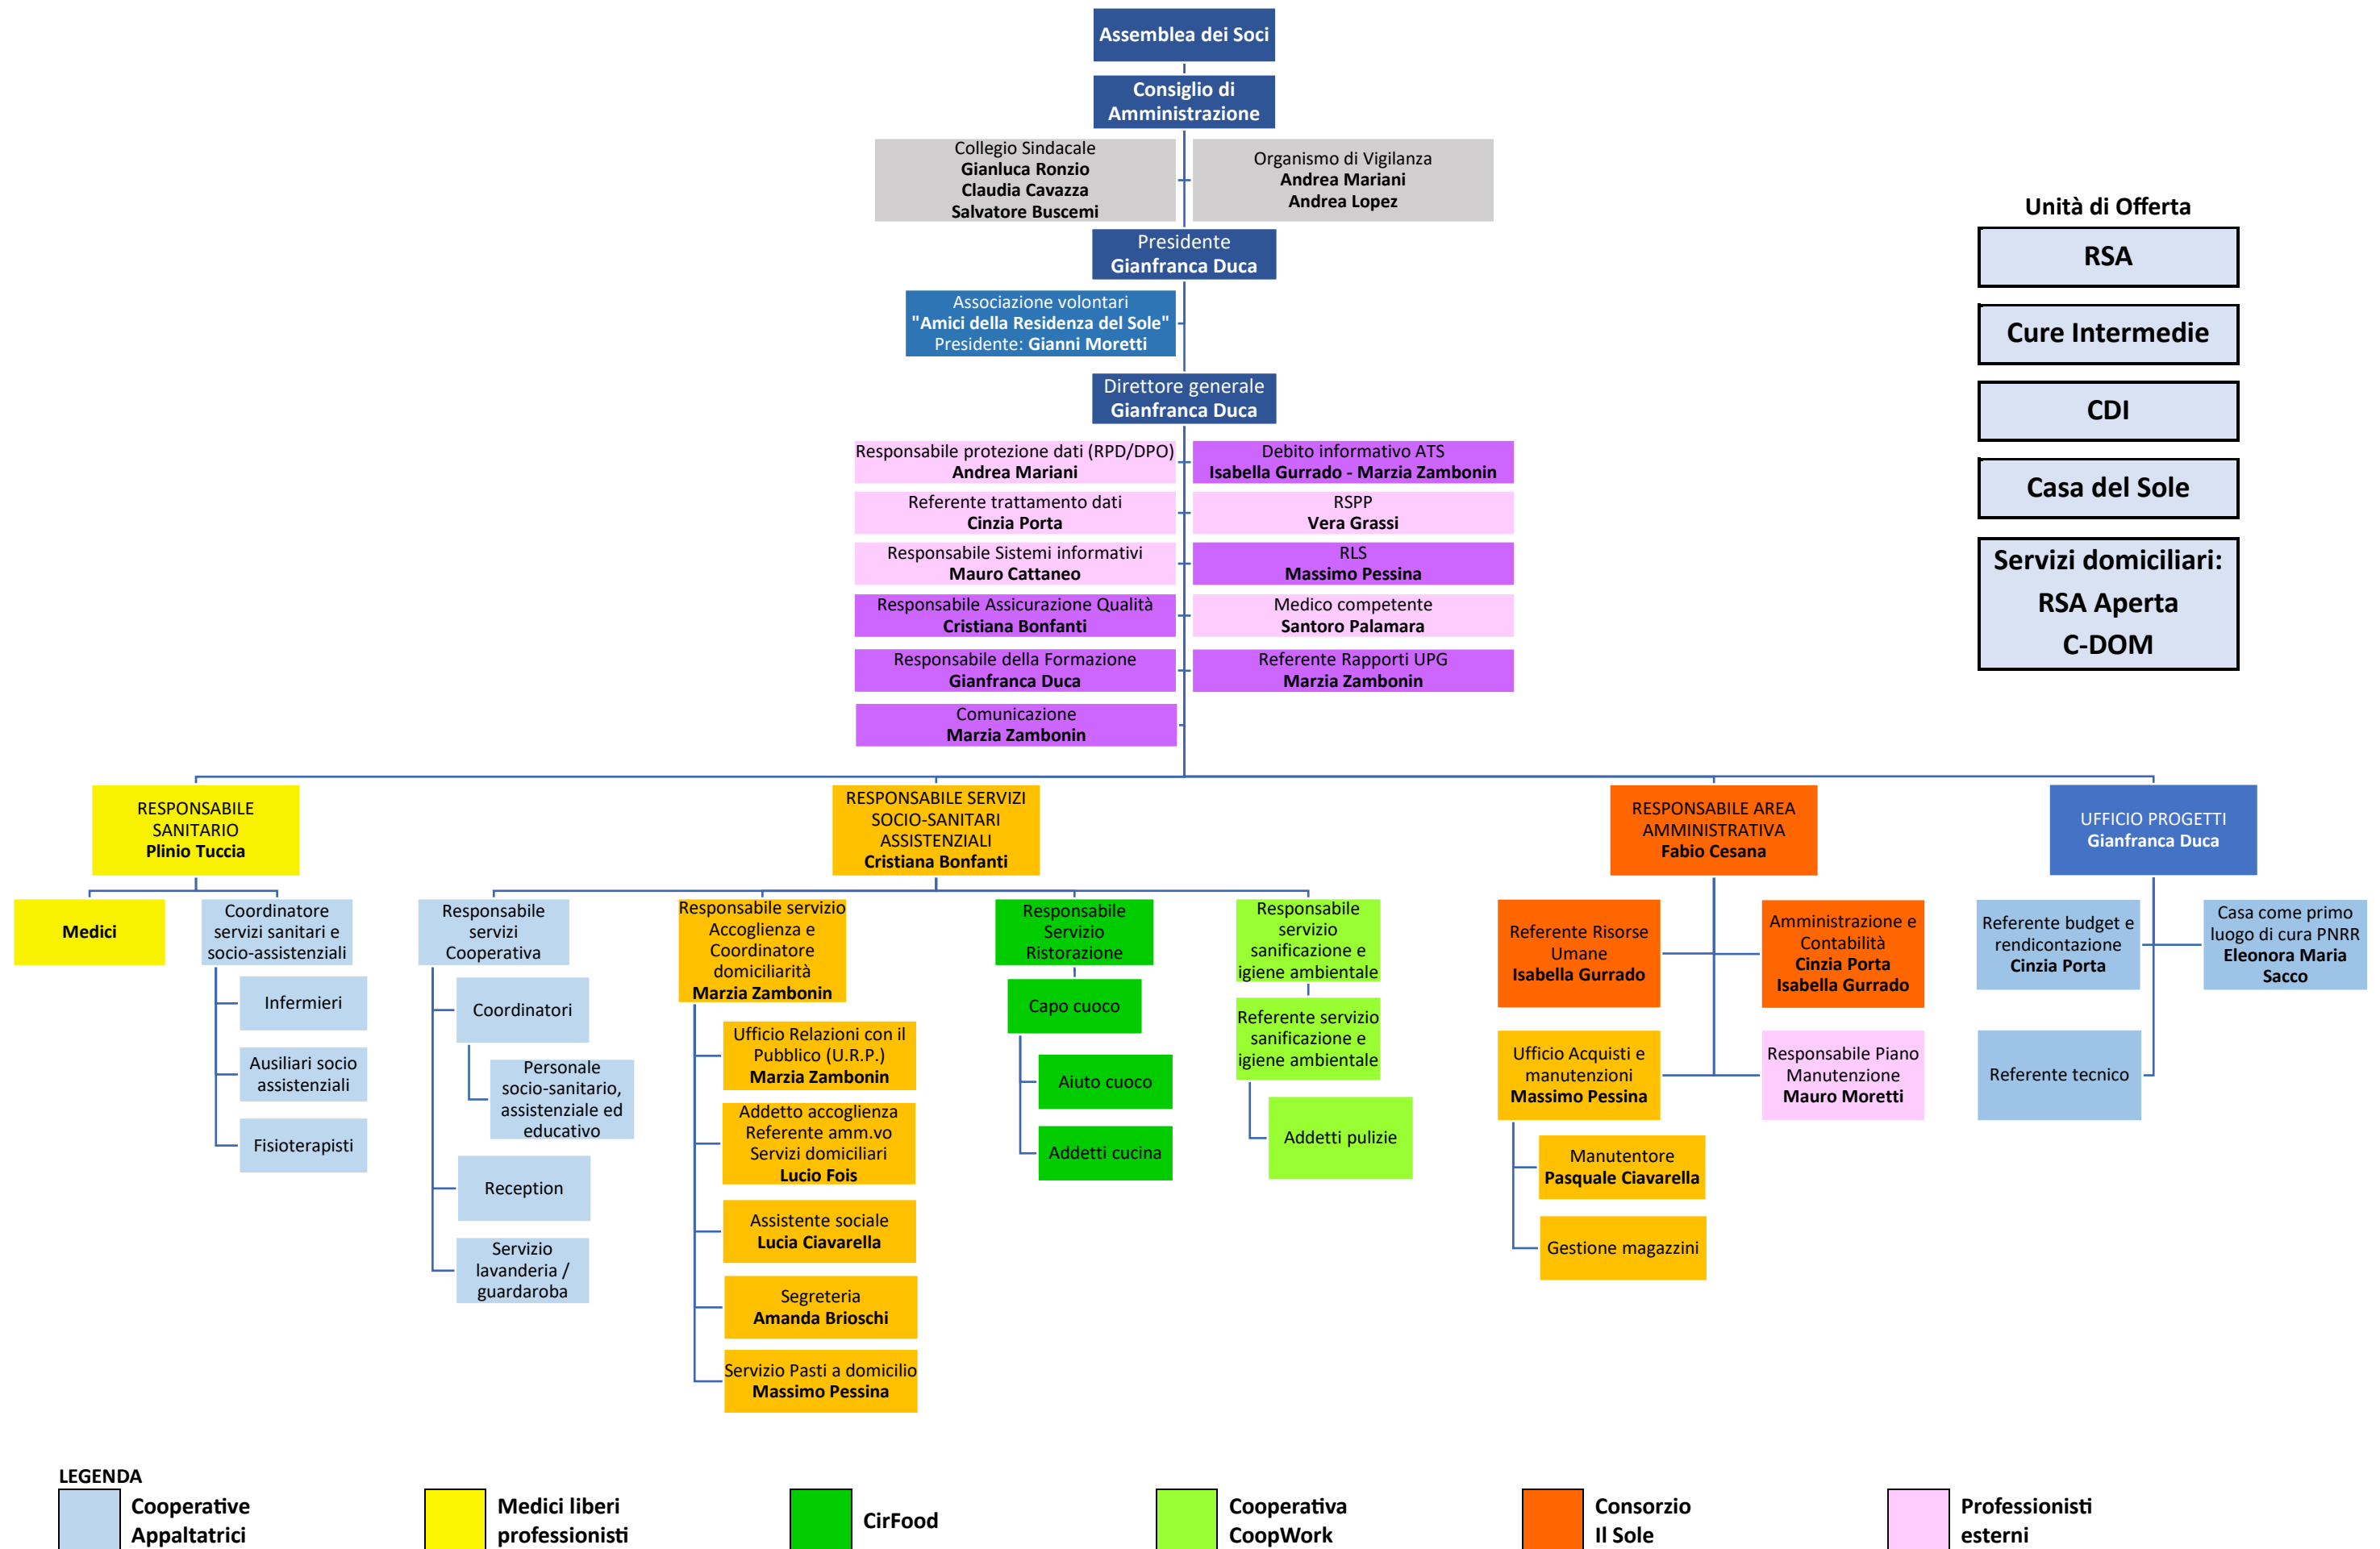 Assemblea dei Soci
Consiglio di
Amministrazione
Collegio Sindacale
Gianluca Ronzio
Claudia Cavazza
Salvatore Buscemi
Organismo di Vigilanza
Andrea Mariani
Andrea Lopez
Presidente
Gianfranca Duca
Associazione volontari
"Amici della Residenza del Sole"
Presidente: Gianni Moretti
Direttore generale
Gianfranca Duca
Responsabile protezione dati (RPD/DPO)
Andrea Mariani
Debito informativo ATS
Isabella Gurrado - Marzia Zambonin
Referente trattamento dati
Cinzia Porta
RSPP
Vera Grassi
Responsabile Sistemi informativi
Mauro Cattaneo
RLS
Massimo Pessina
Responsabile Assicurazione Qualità
Cristiana Bonfanti
Medico competente
Santoro Palamara
Responsabile della Formazione
Gianfranca Duca
Referente Rapporti UPG
Marzia Zambonin
Comunicazione
Marzia Zambonin
Unità di Offerta
RSA
Cure Intermedie
CDI
Casa del Sole
Servizi domiciliari:
RSA Aperta
C-DOM
RESPONSABILE
SANITARIO
Plinio Tuccia
RESPONSABILE SERVIZI
SOCIO-SANITARI
ASSISTENZIALI
Cristiana Bonfanti
RESPONSABILE AREA
AMMINISTRATIVA
Fabio Cesana
UFFICIO PROGETTI
Gianfranca Duca
Medici
Coordinatore
servizi sanitari e
socio-assistenziali
Infermieri
Ausiliari socio
assistenziali
Fisioterapisti
Responsabile
servizi
Cooperativa
Coordinatori
Personale
socio-sanitario,
assistenziale ed
educativo
Reception
Servizio
lavanderia /
guardaroba
Responsabile servizio
Accoglienza e
Coordinatore
domiciliarità
Marzia Zambonin
Ufficio Relazioni con il
Pubblico (U.R.P.)
Marzia Zambonin
Addetto accoglienza
Referente amm.vo
Servizi domiciliari
Lucio Fois
Assistente sociale
Lucia Ciavarella
Segreteria
Amanda Brioschi
Servizio Pasti a domicilio
Massimo Pessina
Responsabile
Servizio
Ristorazione
Capo cuoco
Aiuto cuoco
Addetti cucina
Responsabile
servizio
sanificazione e
igiene ambientale
Referente servizio
sanificazione e
igiene ambientale
Addetti pulizie
Referente Risorse
Umane
Isabella Gurrado
Amministrazione e
Contabilità
Cinzia Porta
Isabella Gurrado
Ufficio Acquisti e
manutenzioni
Massimo Pessina
Responsabile Piano
Manutenzione
Mauro Moretti
Manutentore
Pasquale Ciavarella
Gestione magazzini
Referente budget e
rendicontazione
Cinzia Porta
Casa come primo
luogo di cura PNRR
Eleonora Maria
Sacco
Referente tecnico
LEGENDA
Cooperative
Appaltatrici
Medici liberi
professionisti
CirFood
Cooperativa
CoopWork
Consorzio
Il Sole
Professionisti
esterni